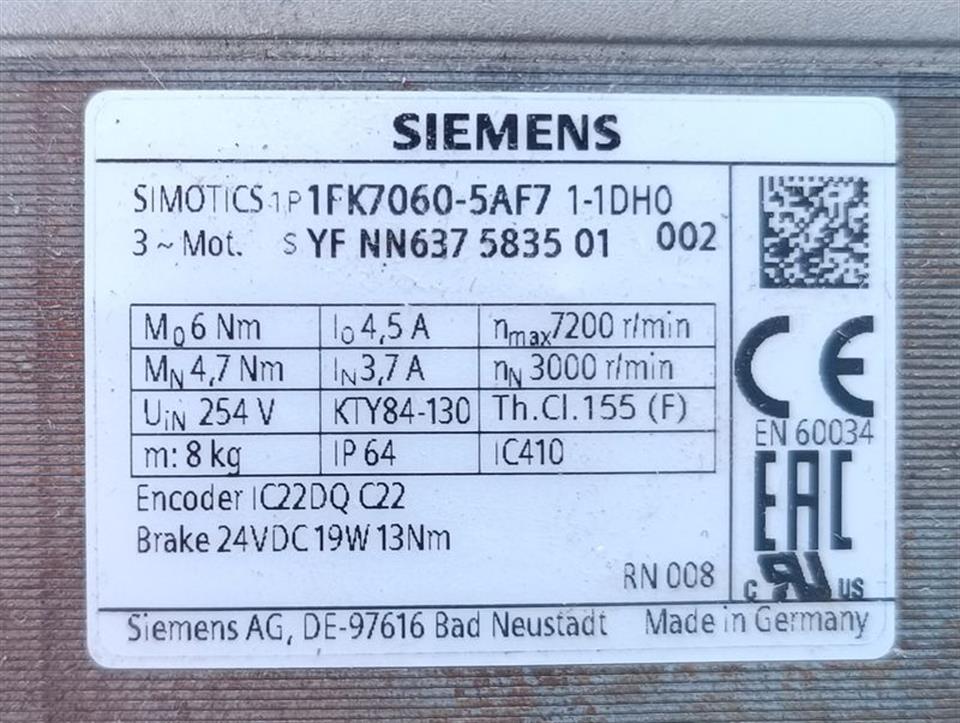 SIEMENS
SIMOTICS 1P 1FK7060-5AF7 1-1DH0
3 ~ Mot. S YF NN637 5835 01 002
M0 6 Nm I0 4,5 A nmax 7200 r/min
MN 4,7 Nm IN 3,7 A nN 3000 r/min
UiN 254 V KTY84-130 Th.Cl.155 (F)
m: 8 kg IP 64 IC410
Encoder IC22DQ C22
Brake 24VDC 19W 13Nm
RN 008
CE
EN 60034
EAC
c RU US
Siemens AG, DE-97616 Bad Neustadt Made in Germany